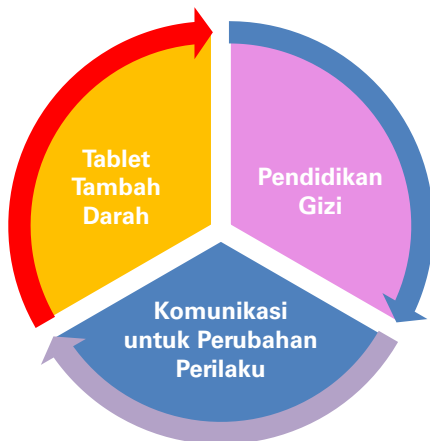 Tablet
Tambah
Darah
Pendidikan
Gizi
Komunikasi
untuk Perubahan
Perilaku